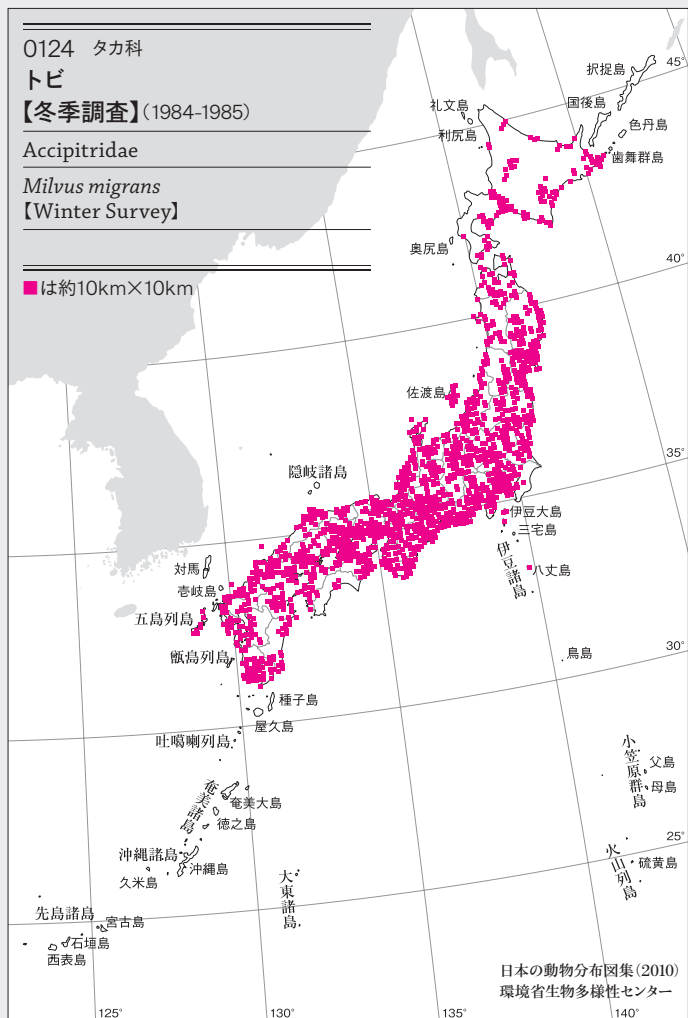 0124 タカ科
トビ
【冬季調査】(1984-1985)
Accipitridae
Milvus migrans
【Winter Survey】
■は約10km×10km
択捉島
45°
礼文島
国後島
利尻島
色丹島
歯舞群島
奥尻島
40°
佐渡島
隠岐諸島
35°
伊豆大島
三宅島
伊豆諸島
八丈島
対馬
壱岐島
五島列島
甑島列島
鳥島
30°
種子島
屋久島
吐噶喇列島
小笠原群島
父島
母島
奄美諸島
奄美大島
徳之島
25°
沖縄諸島
沖縄島
久米島
火山列島
硫黄島
大東諸島
先島諸島
宮古島
石垣島
西表島
日本の動物分布図集(2010)
環境省生物多様性センター
125°
130°
135°
140°